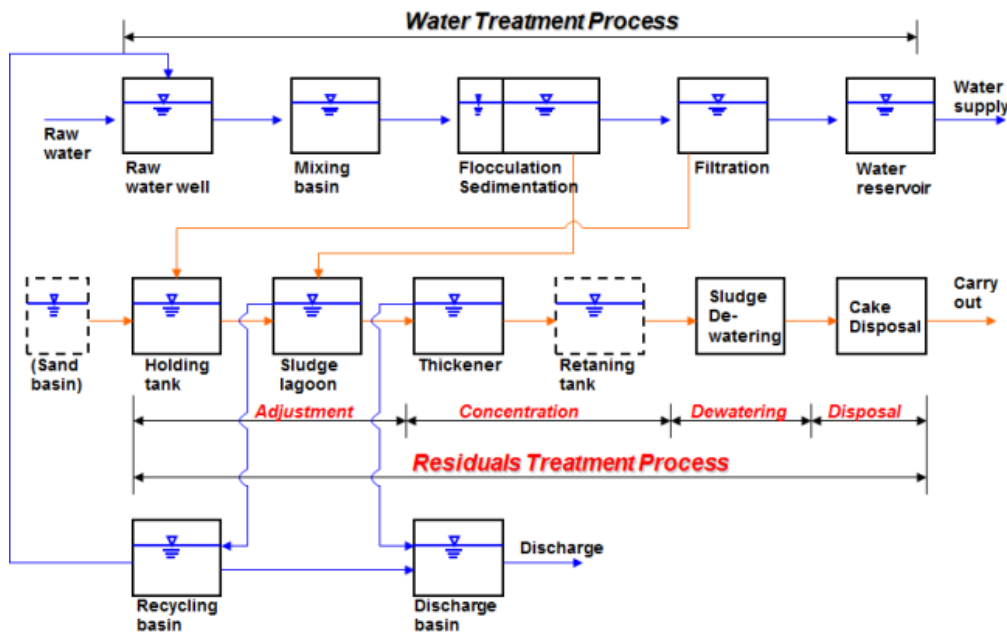 Water Treatment Process
Raw
water
Raw
water well
Mixing
basin
Flocculation
Sedimentation
Filtration
Water
reservoir
Water
supply
(Sand
basin)
Holding
tank
Sludge
lagoon
Thickener
Retaning
tank
Sludge
De-
watering
Cake
Disposal
Carry
out
Adjustment
Concentration
Dewatering
Disposal
Residuals Treatment Process
Recycling
basin
Discharge
basin
Discharge